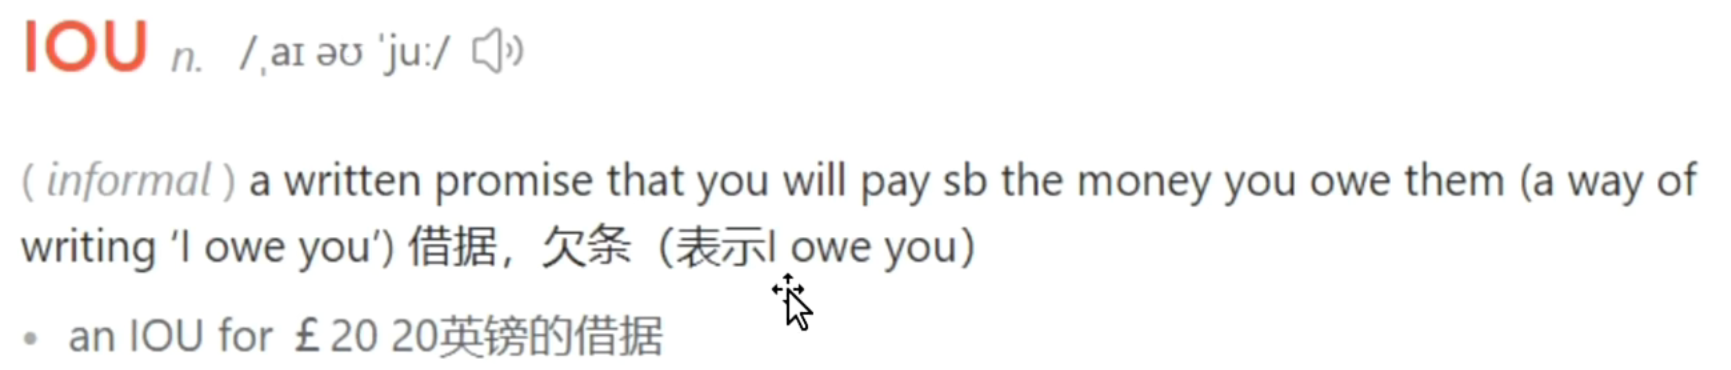 IOU n. /ˌaɪ əʊ ˈjuː/
( informal ) a written promise that you will pay sb the money you owe them (a way of
writing ‘I owe you’) 借据，欠条（表示I owe you）
• an IOU for ￡20 20英镑的借据